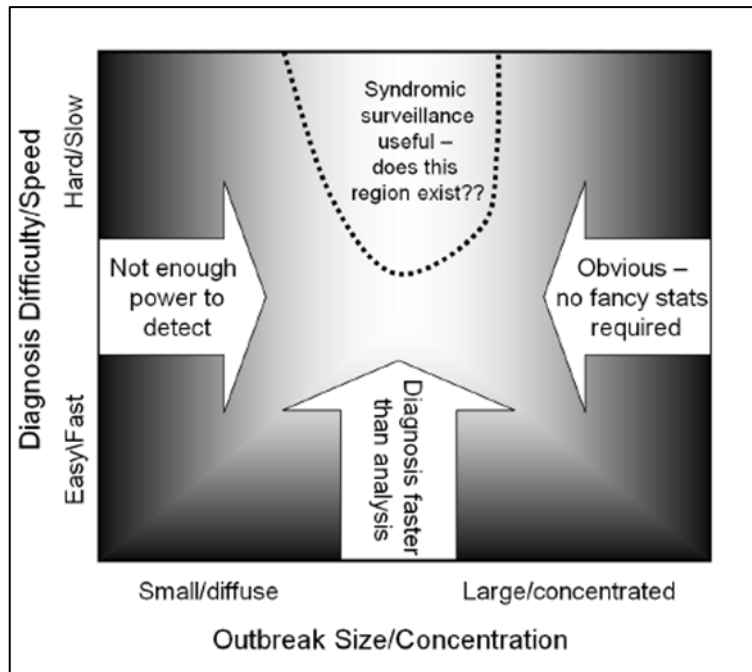 Syndromic
surveillance
useful –
does this
region exist??
Diagnosis Difficulty/Speed
Hard/Slow
Easy\Fast
Not enough
power to
detect
Obvious –
no fancy stats
required
Diagnosis faster
than analysis
Small/diffuse
Large/concentrated
Outbreak Size/Concentration